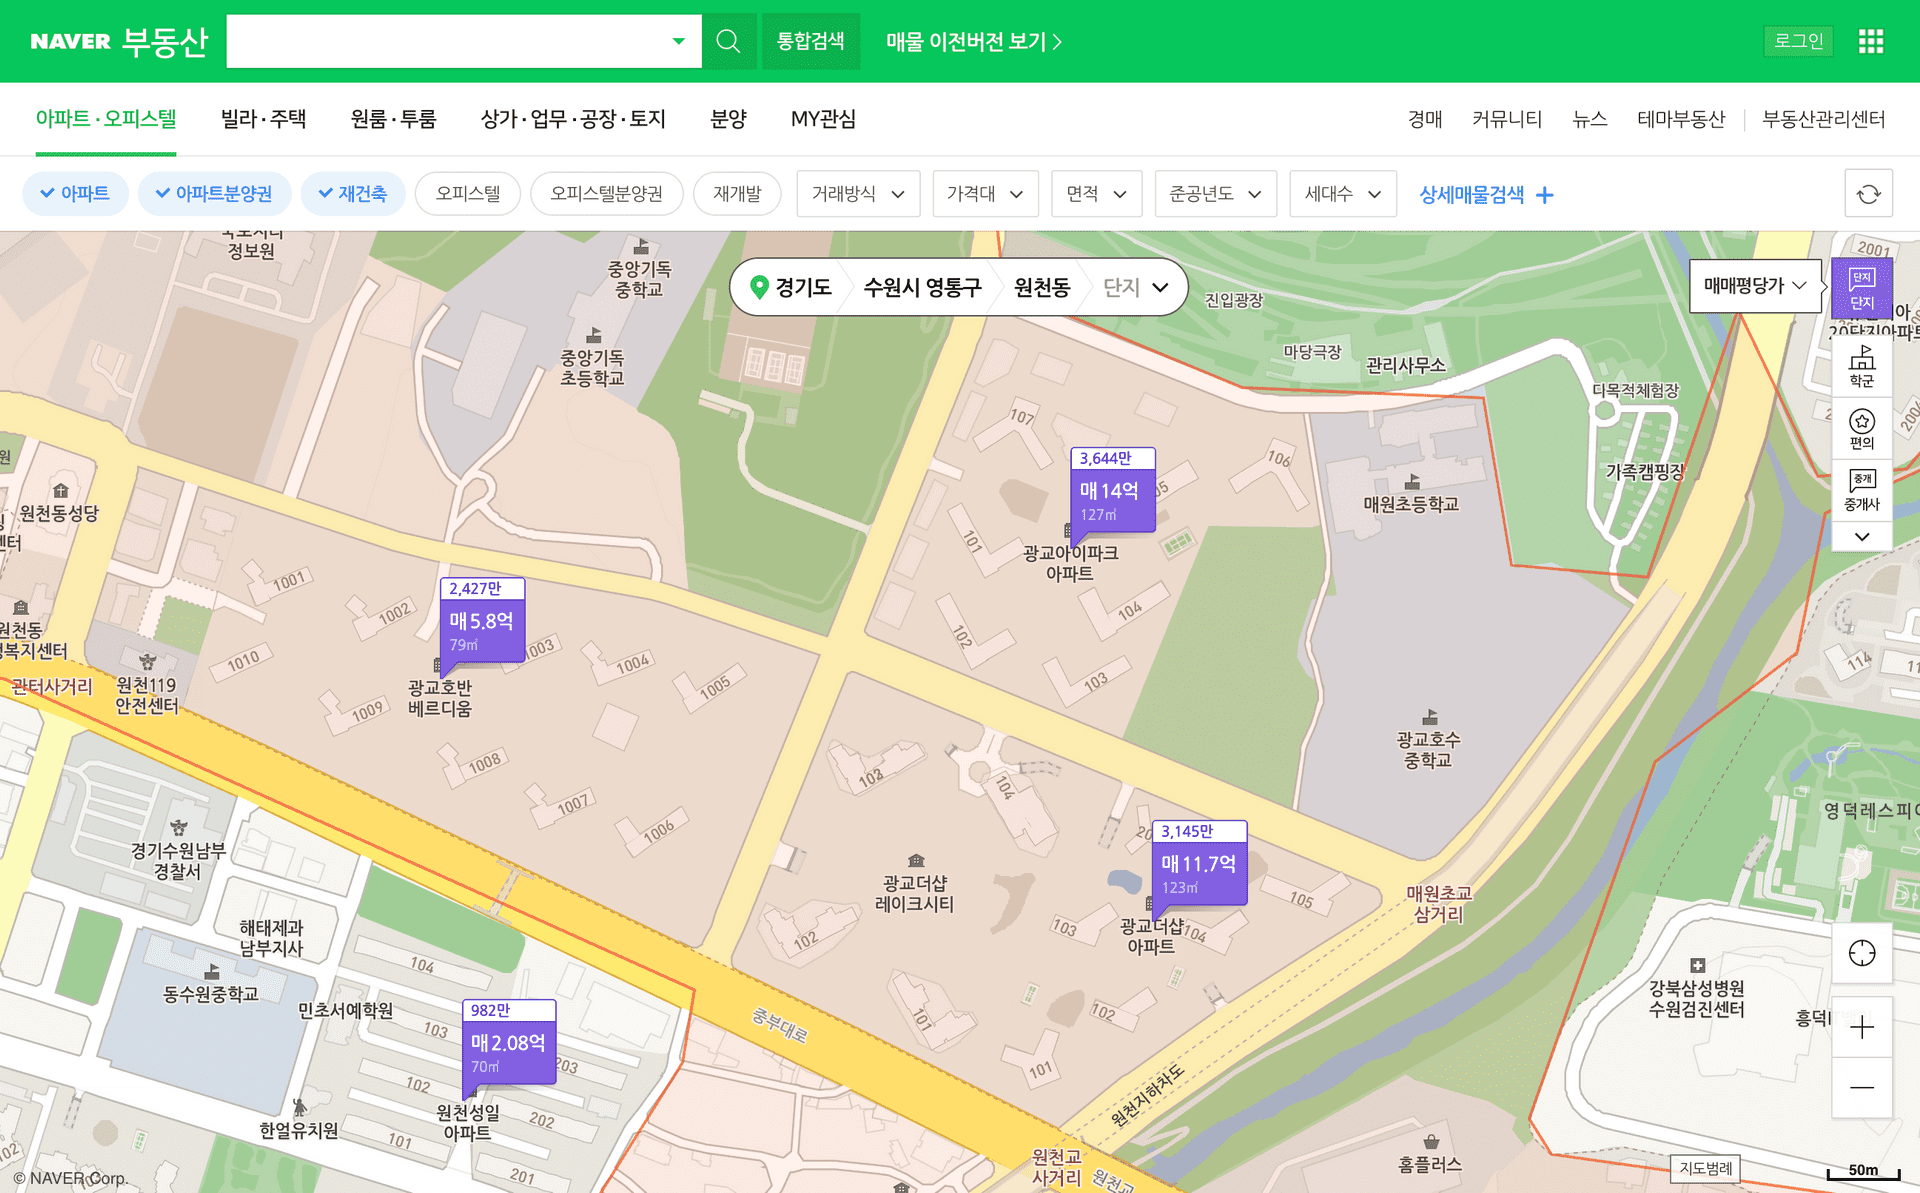 NAVER 부동산
통합검색
매물 이전버전 보기
로그인
아파트·오피스텔
빌라·주택
원룸·투룸
상가·업무·공장·토지
분양
MY관심
경매
커뮤니티
뉴스
테마부동산
부동산관리센터
아파트
아파트분양권
재건축
오피스텔
오피스텔분양권
재개발
거래방식
가격대
면적
준공년도
세대수
상세매물검색
경기도
수원시 영통구
원천동
단지
매매평당가
단지
단지
학군
편의
중개
중개사
정보원
중앙기독
중학교
진입광장
2001
중앙기독
초등학교
마당극장
관리사무소
다목적체험장
20단지아파트
107
106
3,644만
매 14억
127㎡
매원초등학교
가족캠핑장
원천동성당
센터
101
광교아이파크
아파트
1001
1002
2,427만
매 5.8억
79㎡
1003
1004
1005
1010
1009
102
104
103
원천동
행복지센터
관터사거리
원천119
안전센터
광교호반
베르디움
114
광교호수
중학교
1008
1007
1006
103
104
영덕레스피아
경기수원남부
경찰서
3,145만
매 11.7억
123㎡
광교더샵
레이크시티
105
매원초교
삼거리
102
103
104
광교더샵
아파트
해태제과
남부지사
104
동수원중학교
민초서예학원
103
982만
매 2.08억
70㎡
203
중부대로
101
102
101
강북삼성병원
수원검진센터
102
원천성일
아파트
202
한얼유치원
101
201
원천지하차도
원천교
사거리
홈플러스
지도범례
50m
© NAVER Corp.